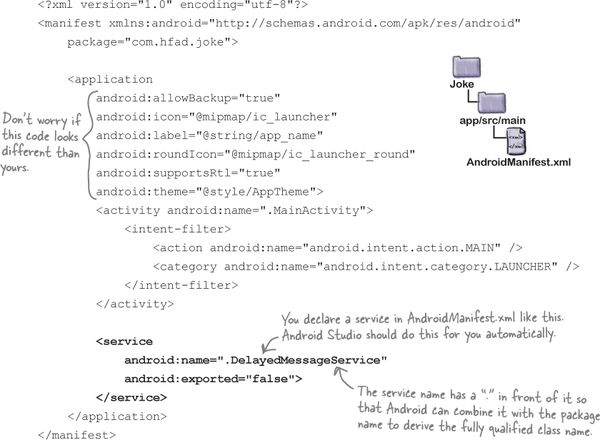 <?xml version="1.0" encoding="utf-8"?>
<manifest xmlns:android="http://schemas.android.com/apk/res/android"
package="com.hfad.joke">
<application
android:allowBackup="true"
android:icon="@mipmap/ic_launcher"
android:label="@string/app_name"
android:roundIcon="@mipmap/ic_launcher_round"
android:supportsRtl="true"
android:theme="@style/AppTheme">
Don't worry if
this code looks
different than
yours.
Joke
app/src/main
AndroidManifest.xml
<activity android:name=".MainActivity">
<intent-filter>
<action android:name="android.intent.action.MAIN" />
<category android:name="android.intent.category.LAUNCHER" />
</intent-filter>
</activity>
You declare a service in AndroidManifest.xml like this.
Android Studio should do this for you automatically.
<service
android:name=".DelayedMessageService"
android:exported="false">
</service>
The service name has a "." in front of it so
that Android can combine it with the package
name to derive the fully qualified class name.
</application>
</manifest>